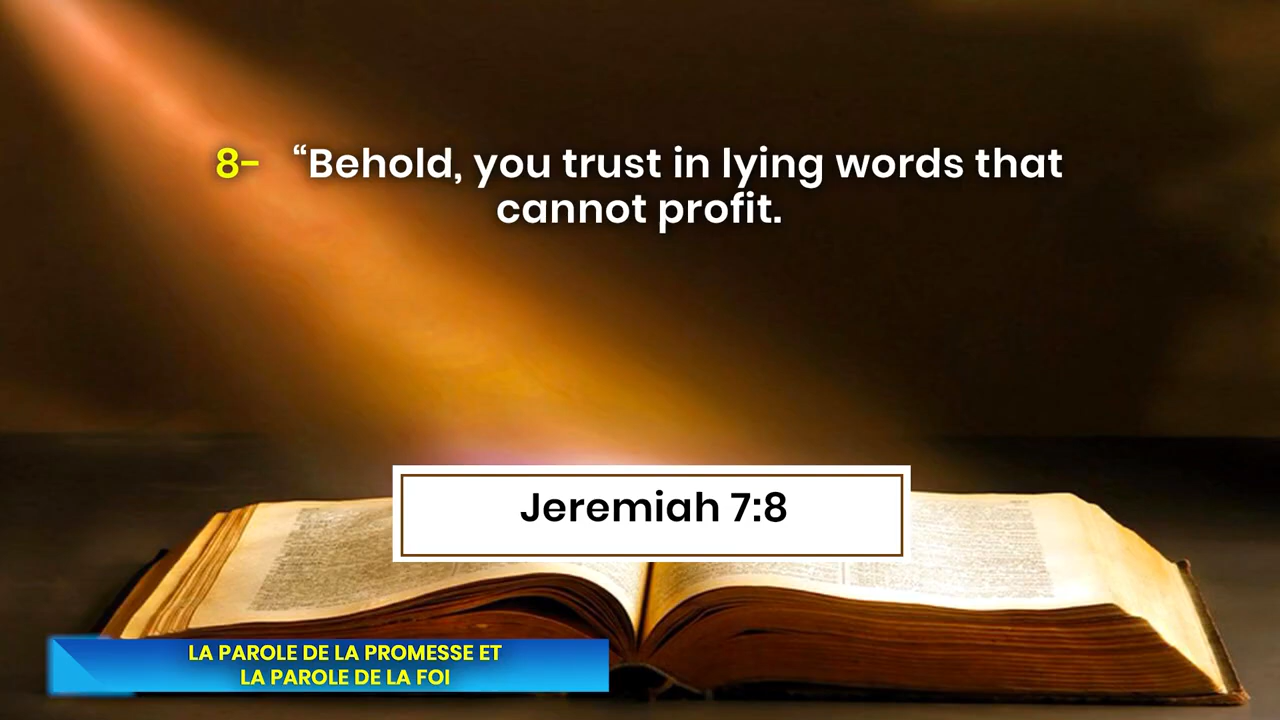 8- “Behold, you trust in lying words that
cannot profit.
Jeremiah 7:8
LA PAROLE DE LA PROMESSE ET
LA PAROLE DE LA FOI